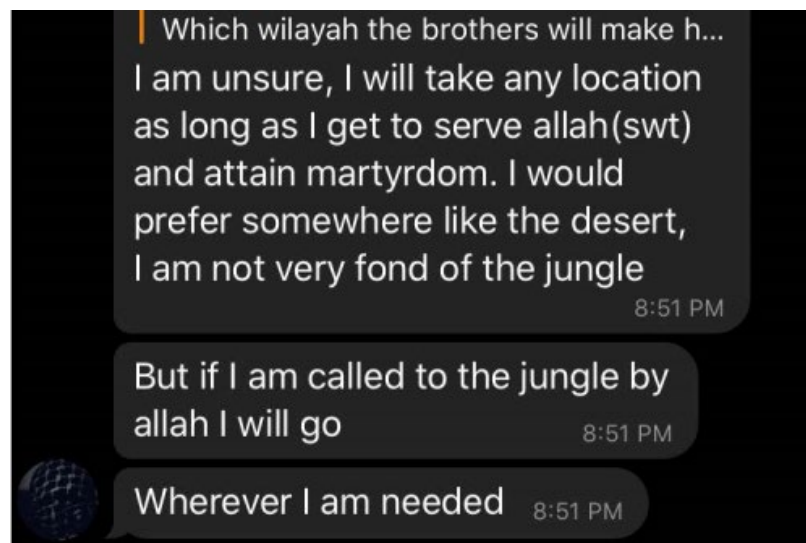 Which wilayah the brothers will make h...
I am unsure, I will take any location
as long as I get to serve allah(swt)
and attain martyrdom. I would
prefer somewhere like the desert,
I am not very fond of the jungle
8:51 PM
But if I am called to the jungle by
allah I will go
8:51 PM
Wherever I am needed 8:51 PM